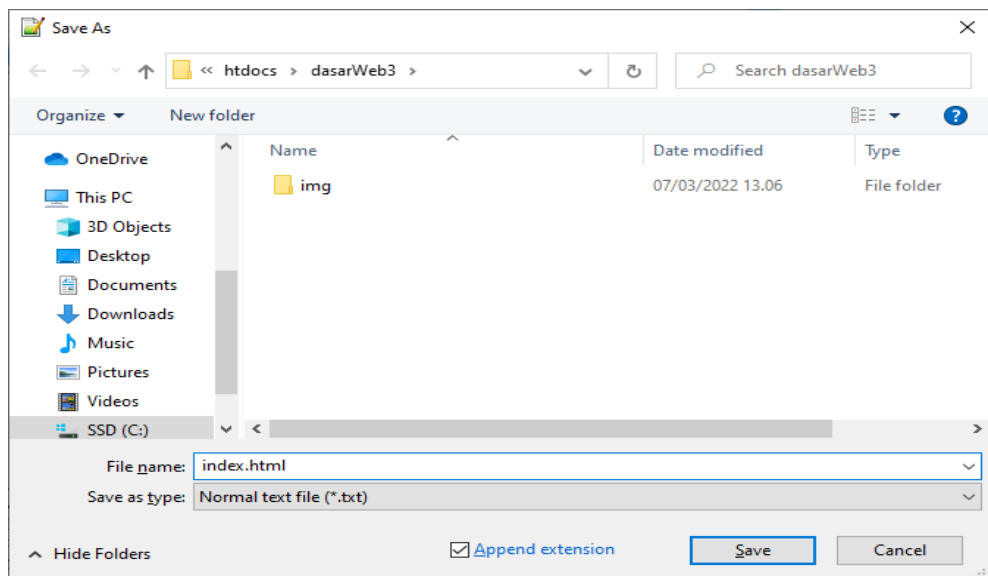 Save As
« htdocs › dasarWeb3 ›
Search dasarWeb3
Organize
New folder
?
Name
Date modified
Type
OneDrive
img
07/03/2022 13.06
File folder
This PC
3D Objects
Desktop
Documents
Downloads
Music
Pictures
Videos
SSD (C:)
File name: index.html
Save as type: Normal text file (*.txt)
Hide Folders
Append extension
Save
Cancel